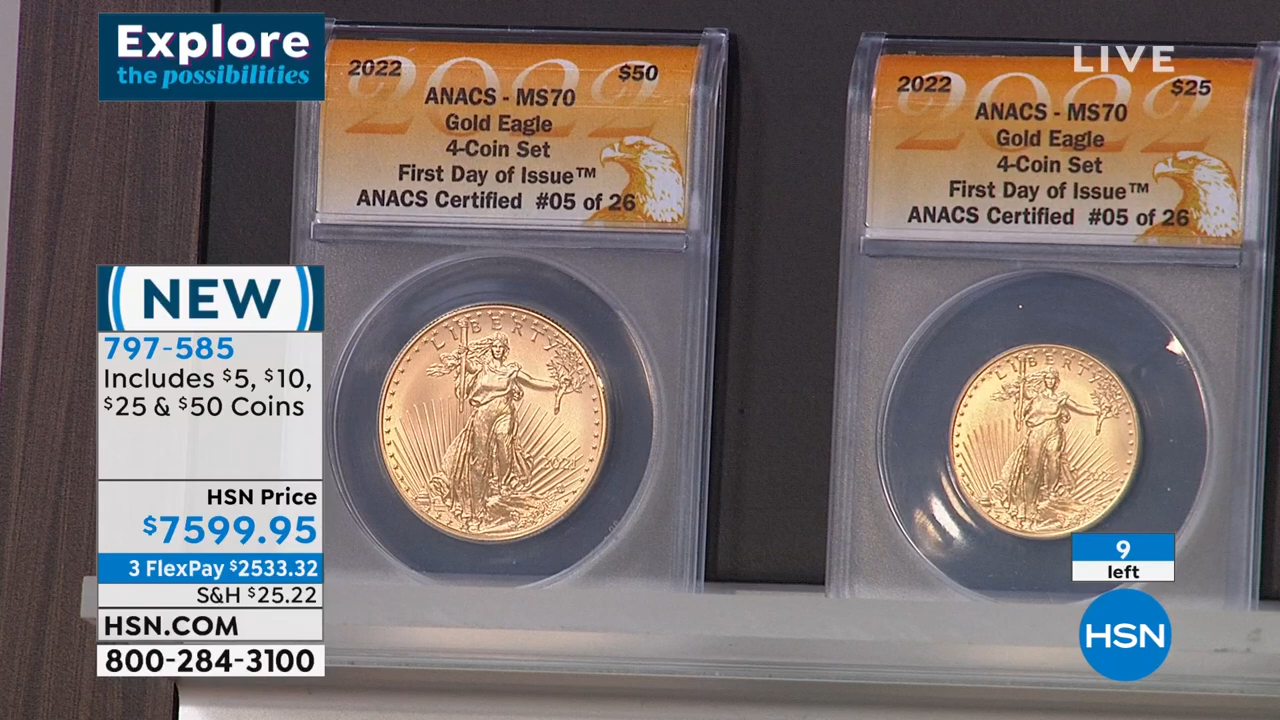 Explore
the possibilities
LIVE
2022 $50
ANACS - MS70
Gold Eagle
4-Coin Set
First Day of Issue™
ANACS Certified #05 of 26
2022 $25
ANACS - MS70
Gold Eagle
4-Coin Set
First Day of Issue™
ANACS Certified #05 of 26
2022
2022
LIBERTY
LIBERTY
NEW
797-585
Includes $5, $10,
$25 & $50 Coins
HSN Price
$7599.95
3 FlexPay $2533.32
S&H $25.22
HSN.COM
800-284-3100
9
left
HSN